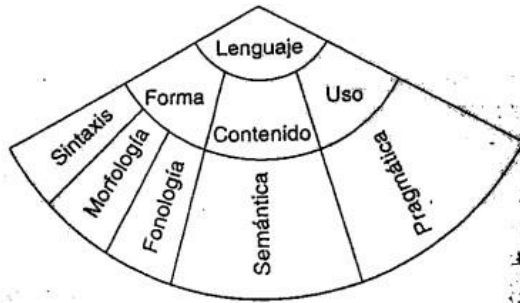 Lenguaje
Forma
Contenido
Uso
Sintaxis
Morfología
Fonología
Semántica
Pragmática